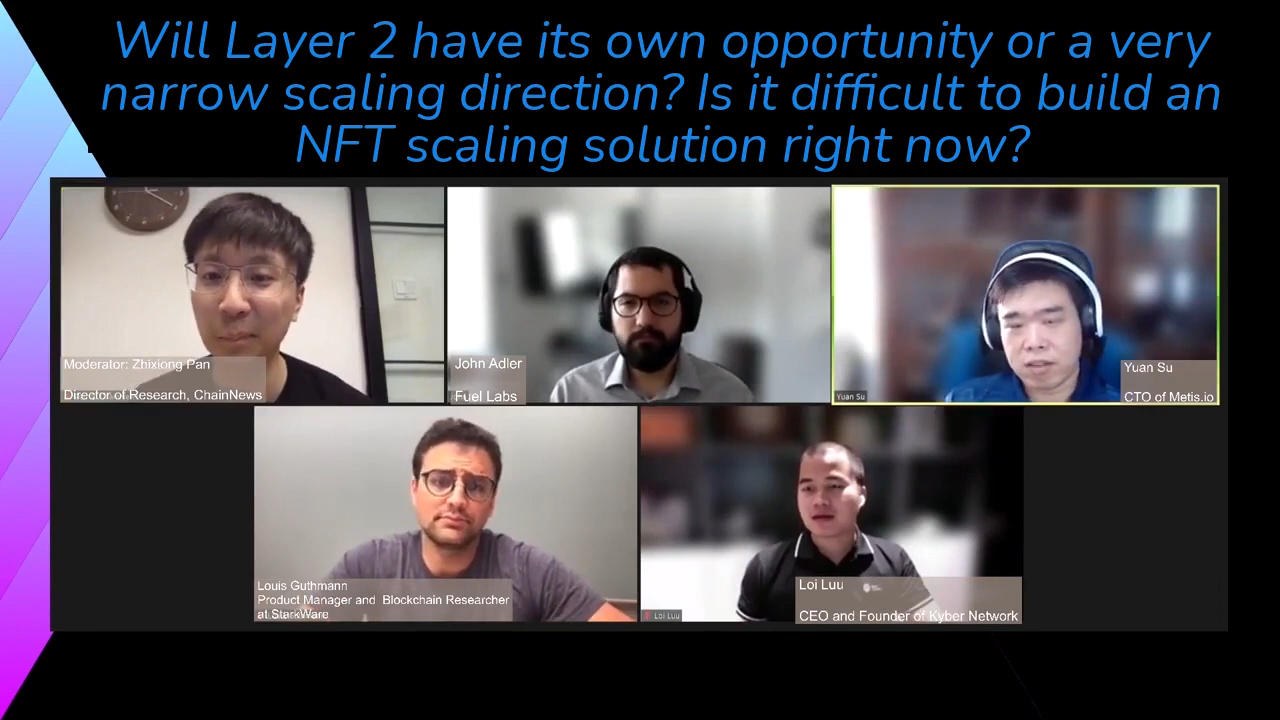 Will Layer 2 have its own opportunity or a very
narrow scaling direction? Is it difficult to build an
NFT scaling solution right now?
Moderator: Zhixiong Pan
Director of Research, ChainNews
John Adler
Fuel Labs
Yuan Su
CTO of Metis.io
Yuan Su
Louis Guthmann
Product Manager and Blockchain Researcher
at StarkWare
Loi Luu
CEO and Founder of Kyber Network
Loi Luu